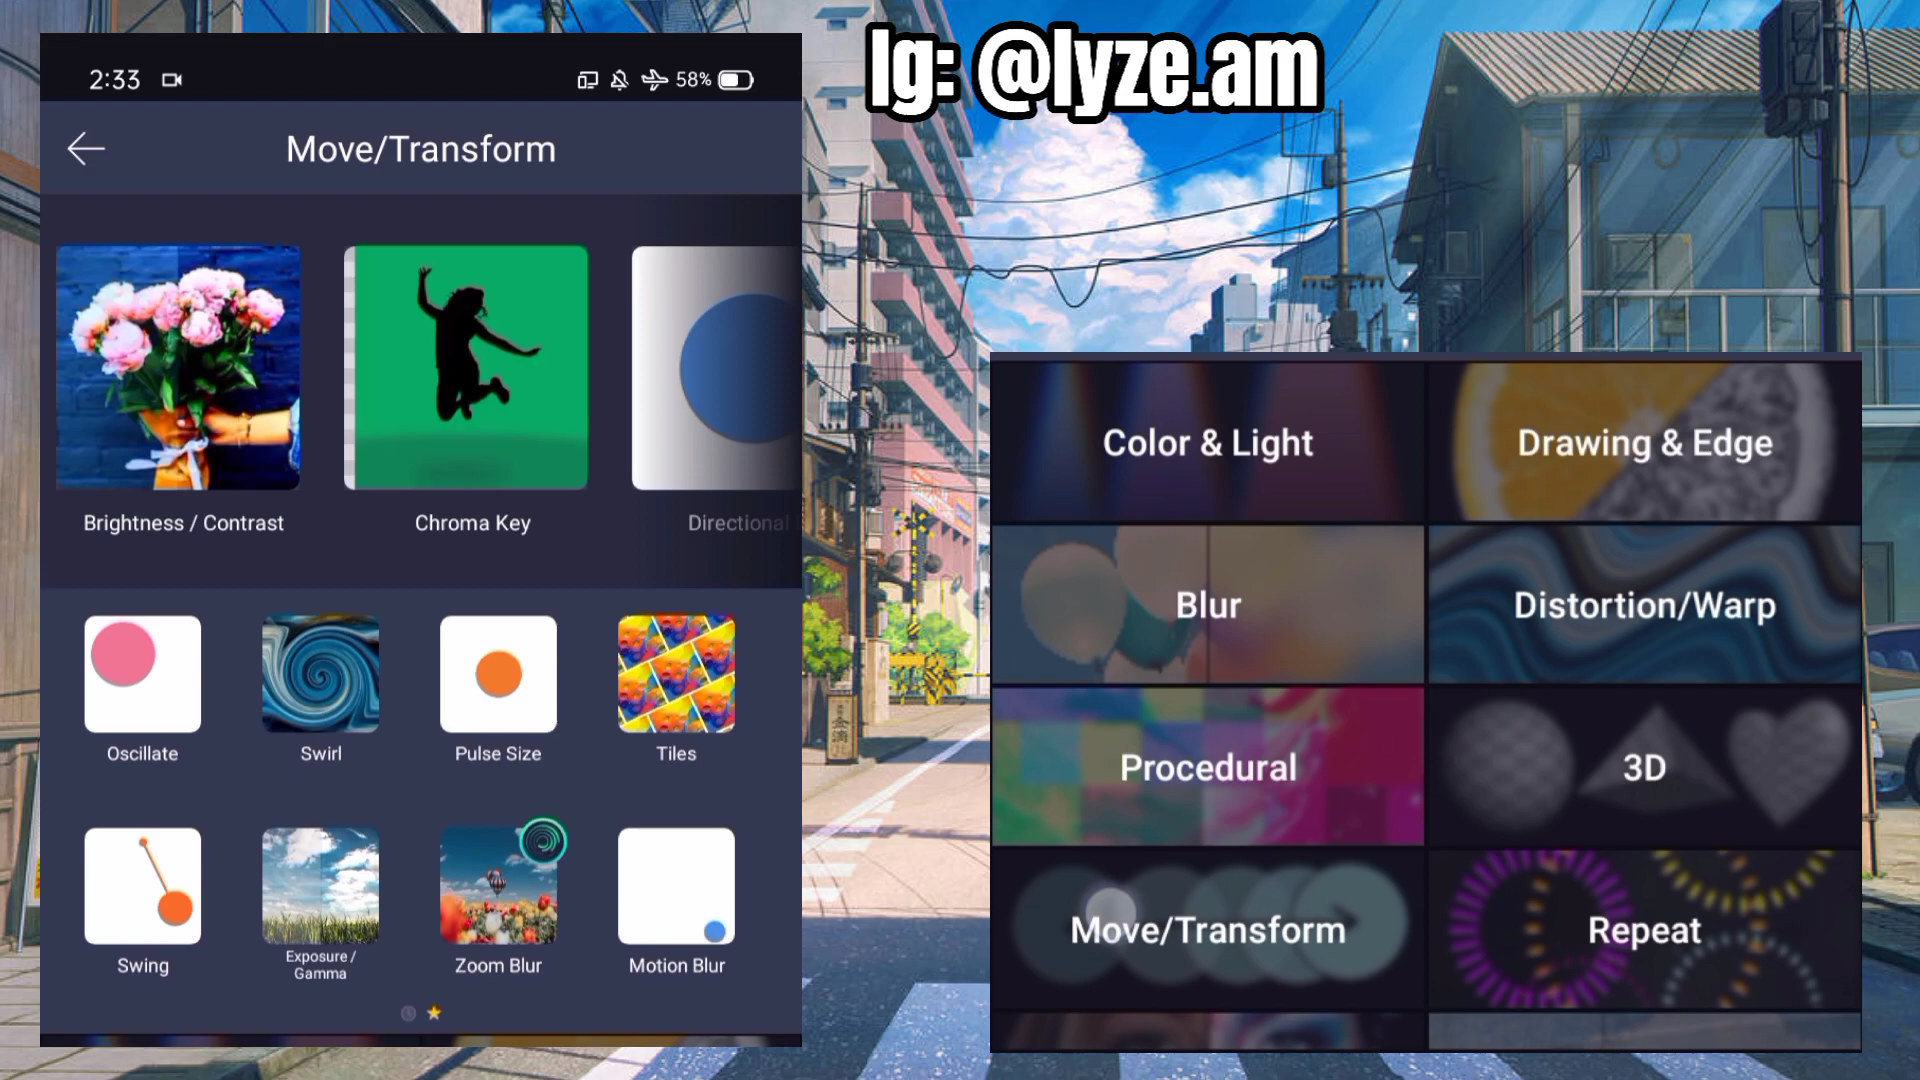 Ig: @lyze.am
2:33
58%
Move/Transform
Brightness / Contrast
Chroma Key
Directional
Oscillate
Swirl
Pulse Size
Tiles
Swing
Exposure /
Gamma
Zoom Blur
Motion Blur
Color & Light
Drawing & Edge
Blur
Distortion/Warp
Procedural
3D
Move/Transform
Repeat